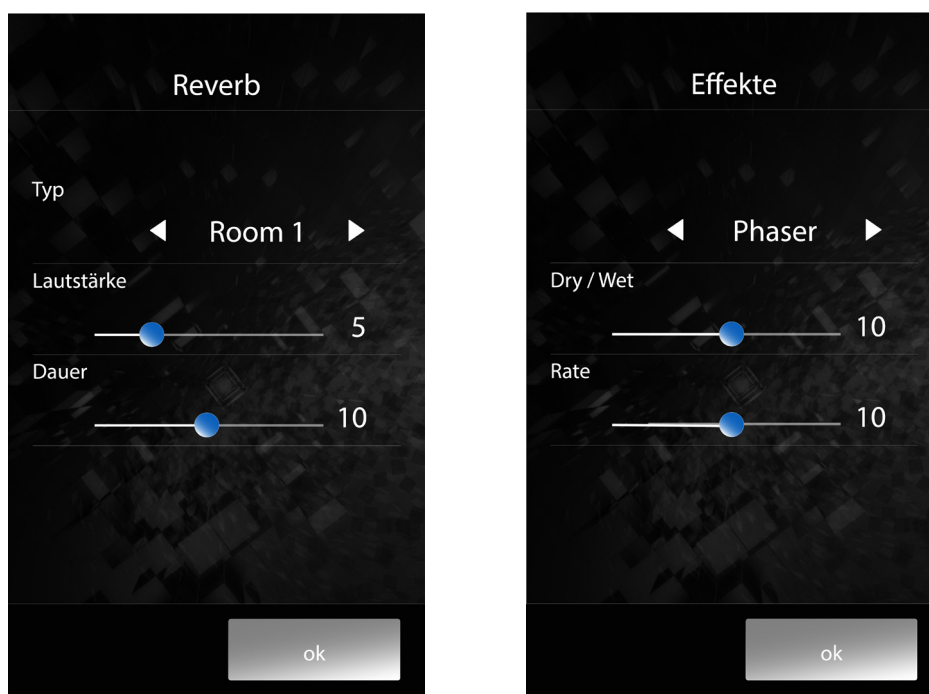 Reverb
Typ
Room 1
Lautstärke
5
Dauer
10
ok
Effekte
Phaser
Dry / Wet
10
Rate
10
ok